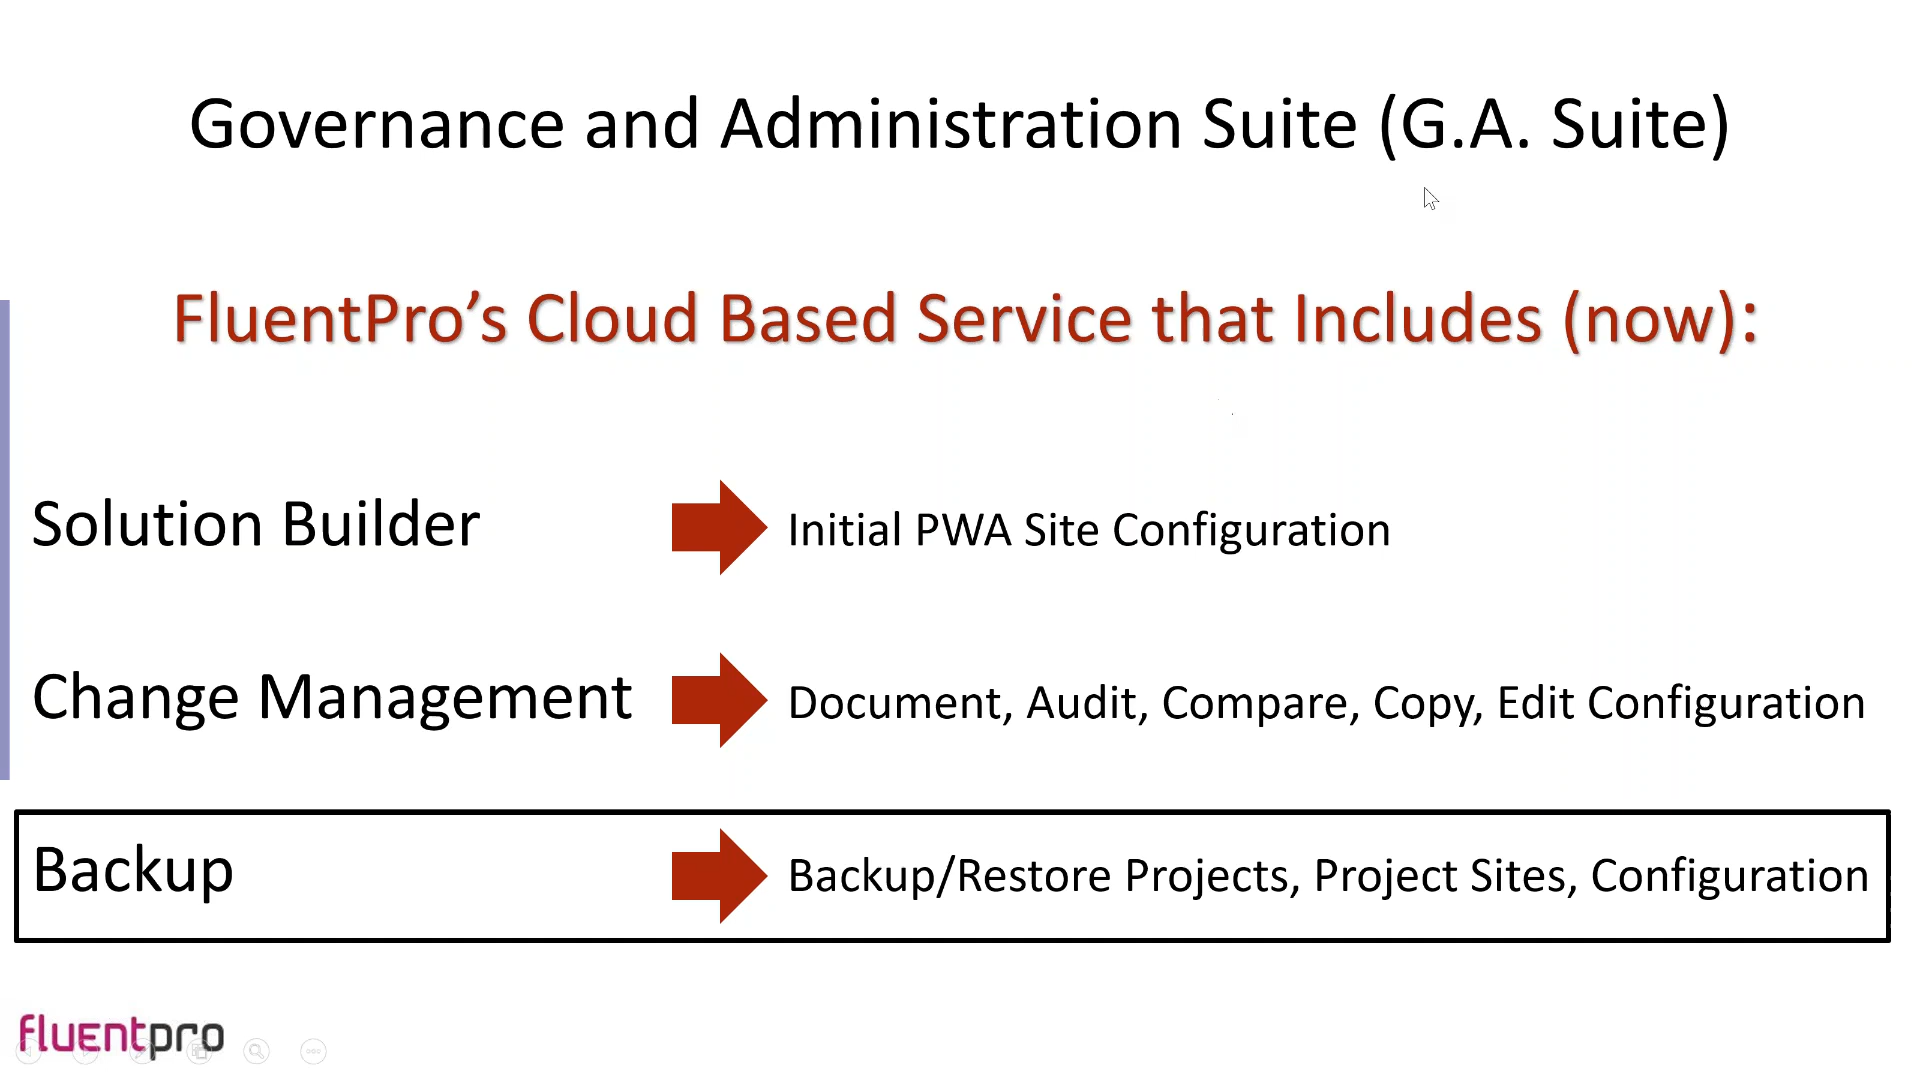 Governance and Administration Suite (G.A. Suite)
FluentPro’s Cloud Based Service that Includes (now):
Solution Builder
Initial PWA Site Configuration
Change Management
Document, Audit, Compare, Copy, Edit Configuration
Backup
Backup/Restore Projects, Project Sites, Configuration
fluentpro